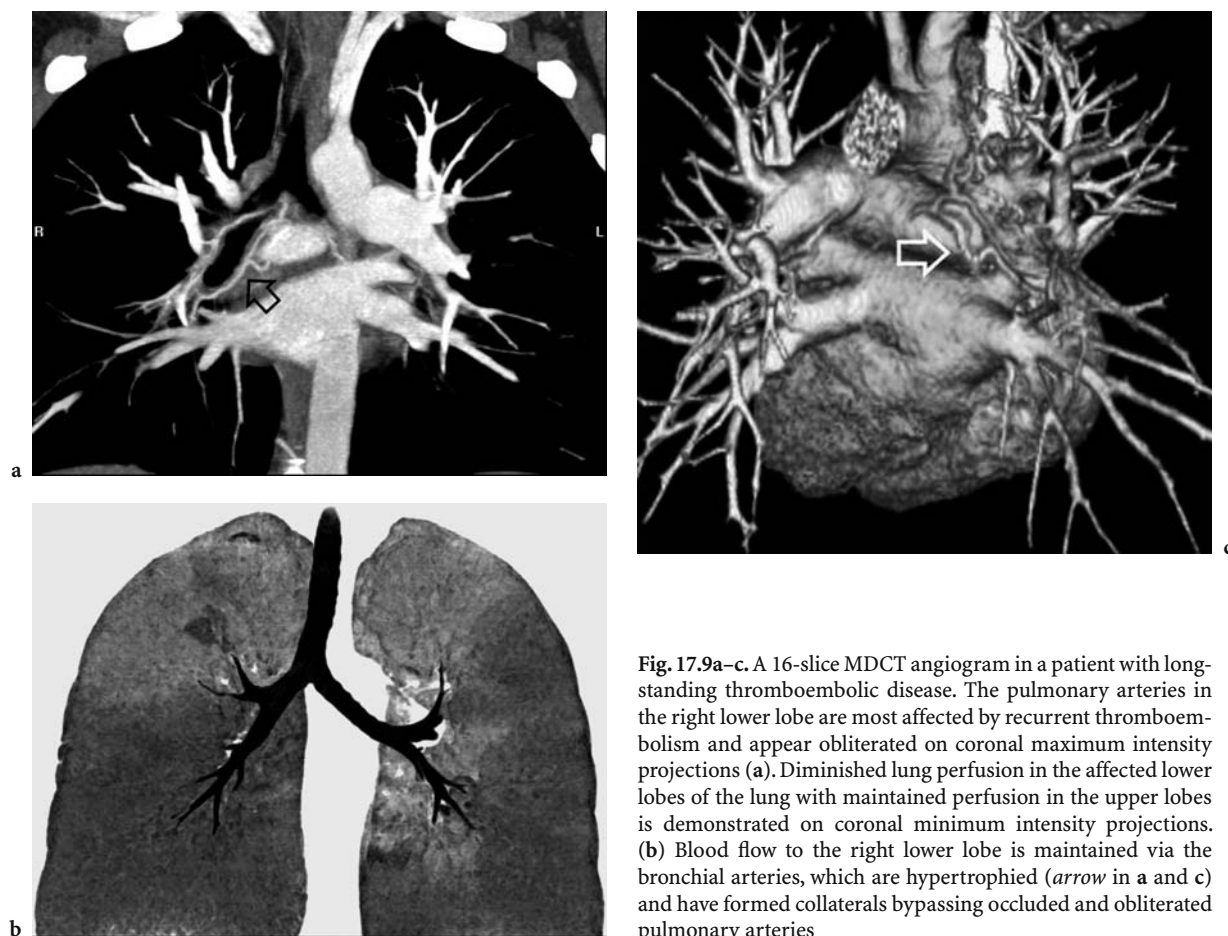 R
L
a
c
b
Fig. 17.9a–c. A 16-slice MDCT angiogram in a patient with long-
standing thromboembolic disease. The pulmonary arteries in
the right lower lobe are most affected by recurrent thromboem-
bolism and appear obliterated on coronal maximum intensity
projections (a). Diminished lung perfusion in the affected lower
lobes of the lung with maintained perfusion in the upper lobes
is demonstrated on coronal minimum intensity projections.
(b) Blood flow to the right lower lobe is maintained via the
bronchial arteries, which are hypertrophied (arrow in a and c)
and have formed collaterals bypassing occluded and obliterated
pulmonary arteries